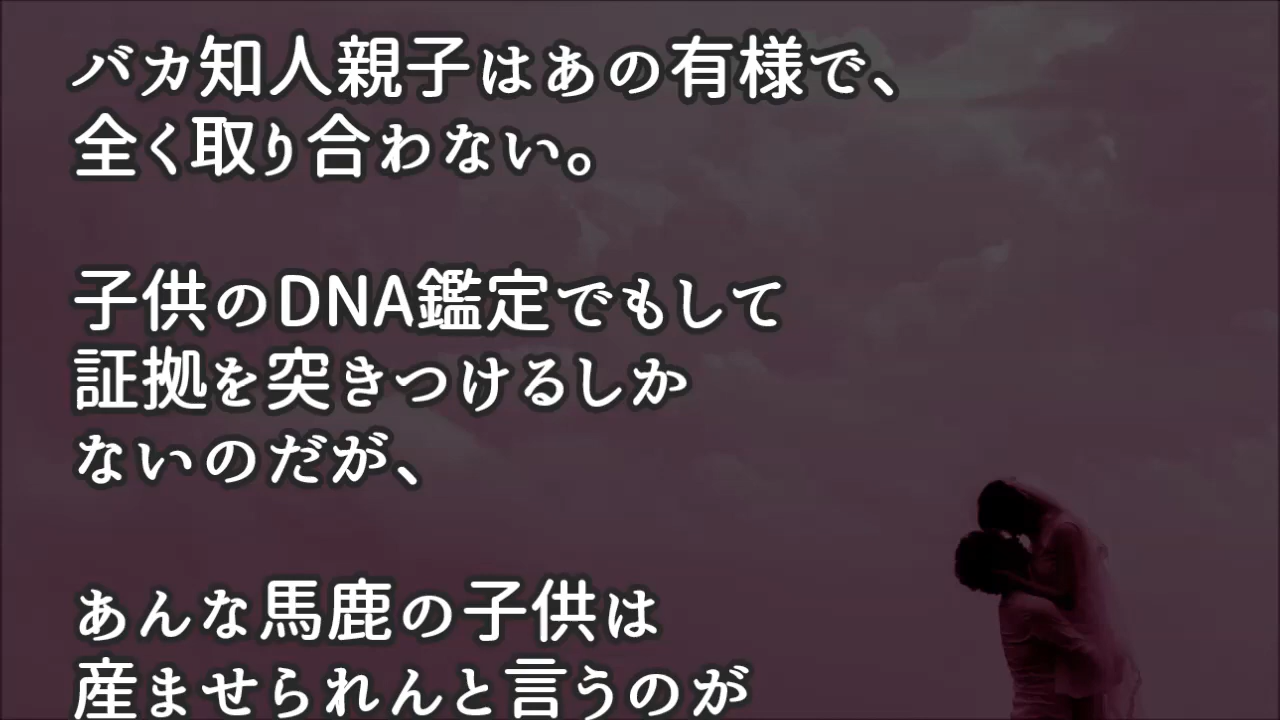 バカ知人親子はあの有様で、
全く取り合わない。
子供のDNA鑑定でもして
証拠を突きつけるしか
ないのだが、
あんな馬鹿の子供は
産ませられんと言うのが